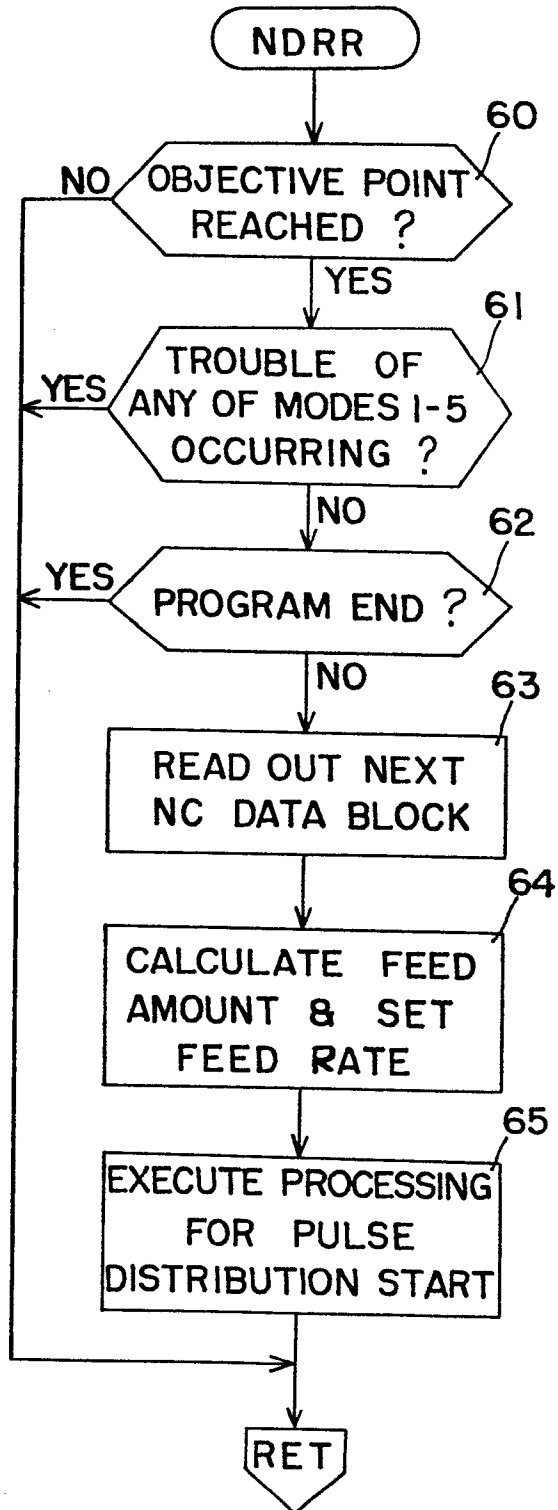 NDRR
60
NO
OBJECTIVE POINT
REACHED ?
YES
61
TROUBLE OF
YES
ANY OF MODES 1-5
OCCURRING ?
NO
62
YES
PROGRAM END ?
NO
63
READ OUT NEXT
NC DATA BLOCK
64
CALCULATE FEED
AMOUNT & SET
FEED RATE
65
EXECUTE PROCESSING
FOR PULSE
DISTRIBUTION START
RET